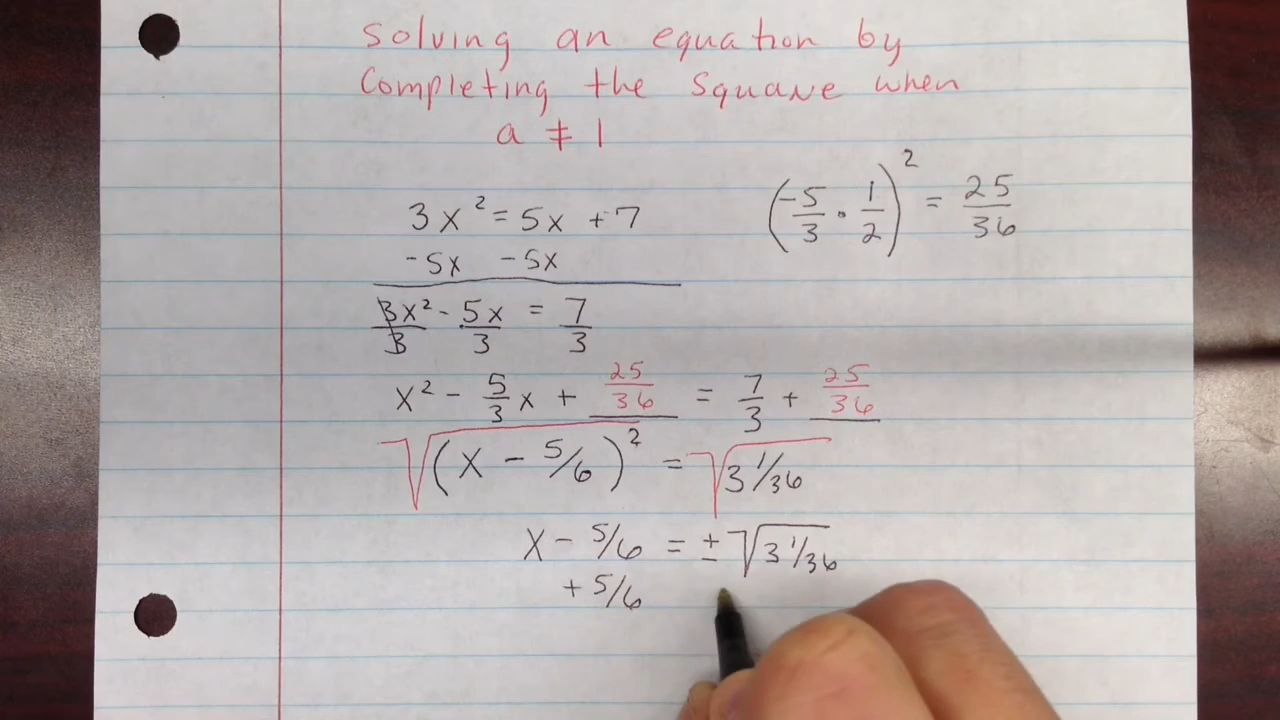 Solving an equation by
Completing the Square when
a ≠ 1
(-5/3 · 1/2)² = 25/36
3x² = 5x + 7
-5x -5x
3x²/3 - 5x/3 = 7/3
x² - 5/3 x + 25/36 = 7/3 + 25/36
√(x - 5/6)² = √3 1/36
x - 5/6 = ± √3 1/36
+ 5/6